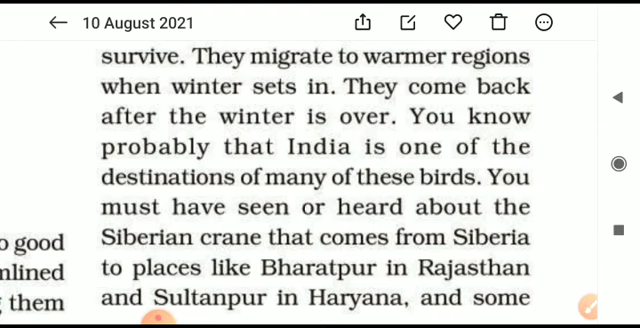 10 August 2021
survive. They migrate to warmer regions
when winter sets in. They come back
after the winter is over. You know
probably that India is one of the
destinations of many of these birds. You
must have seen or heard about the
Siberian crane that comes from Siberia
to places like Bharatpur in Rajasthan
and Sultanpur in Haryana, and some
good
them